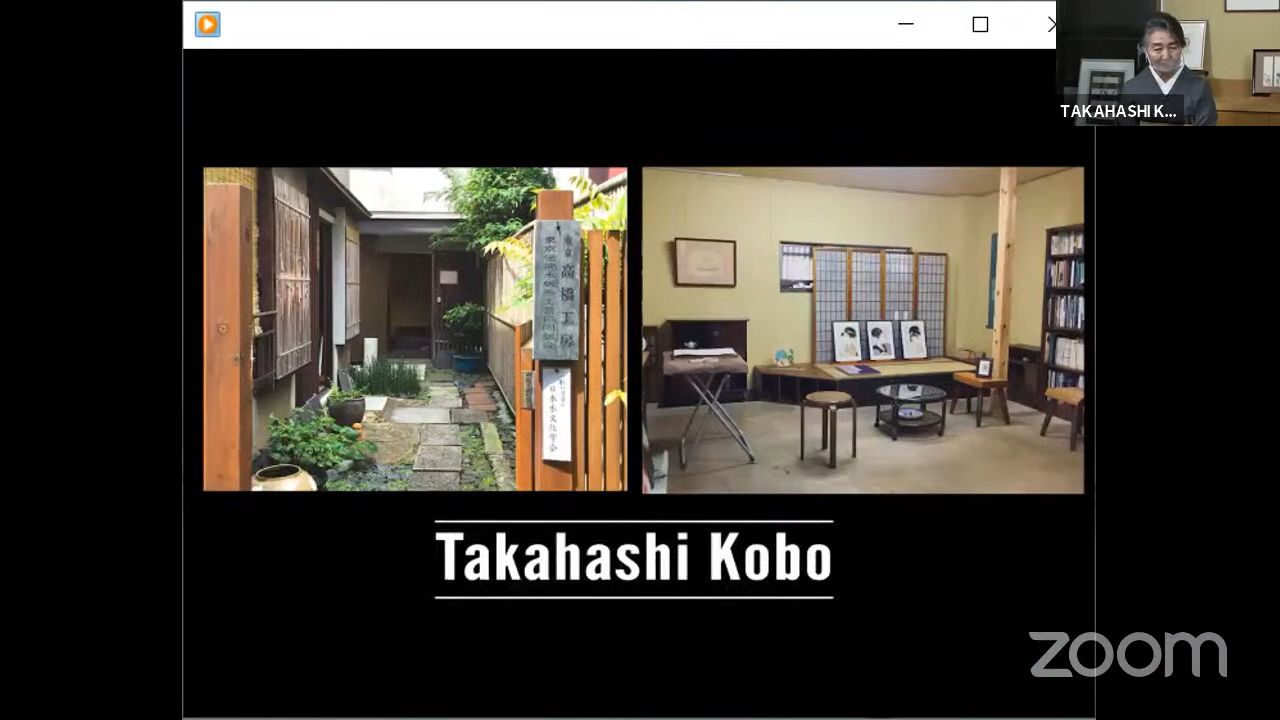 TAKAHASHI K...
東京 高橋工房
Takahashi Kobo
zoom